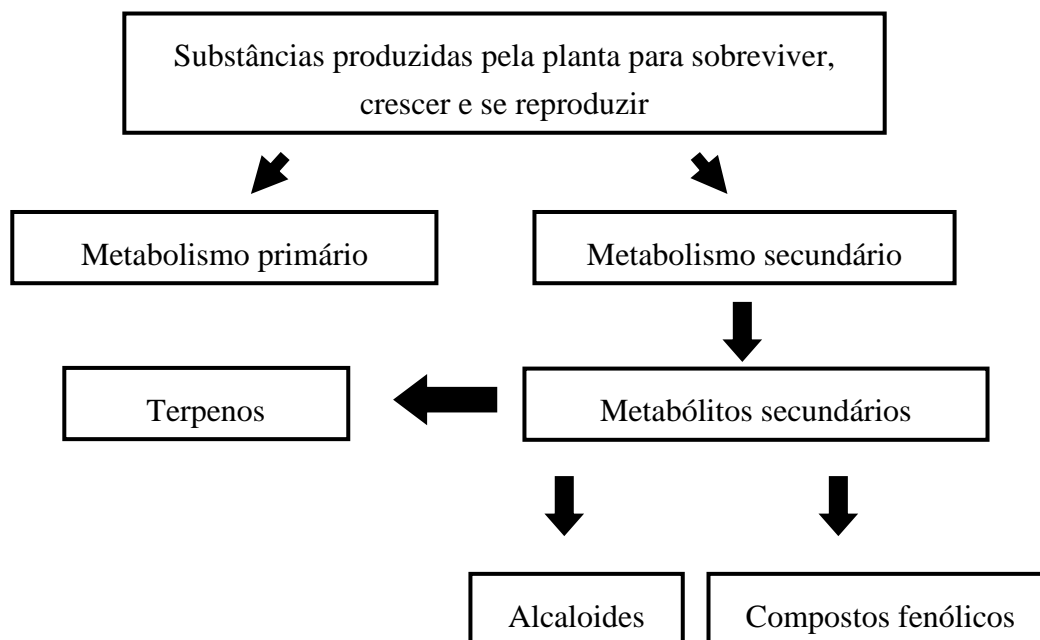 Substâncias produzidas pela planta para sobreviver,
crescer e se reproduzir
Metabolismo primário
Metabolismo secundário
Terpenos
Metabólitos secundários
Alcaloides
Compostos fenólicos